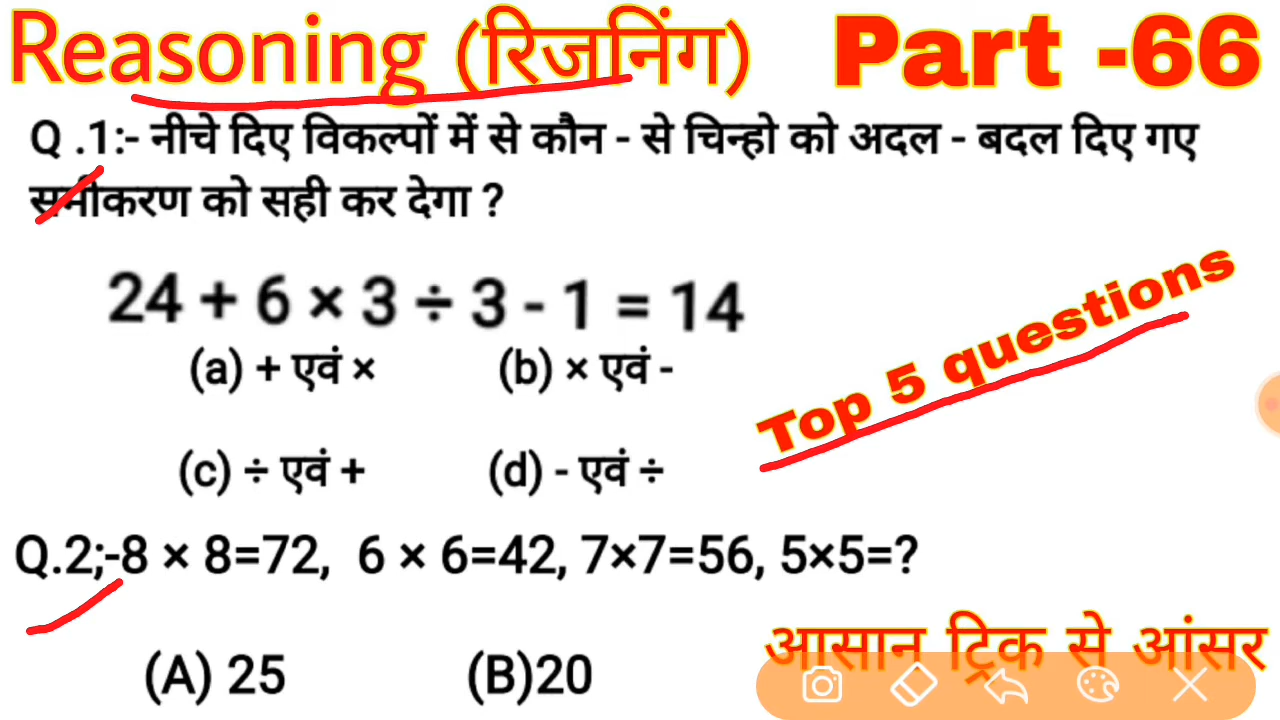 Reasoning (रिजनिंग) Part -66
Q .1:- नीचे दिए विकल्पों में से कौन - से चिन्हो को अदल - बदल दिए गए
समीकरण को सही कर देगा ?
24 + 6 × 3 ÷ 3 - 1 = 14
(a) + एवं × (b) × एवं -
(c) ÷ एवं + (d) - एवं ÷
Top 5 questions
Q.2;-8 × 8=72, 6 × 6=42, 7×7=56, 5×5=?
(A) 25 (B)20
आसान ट्रिक से आंसर